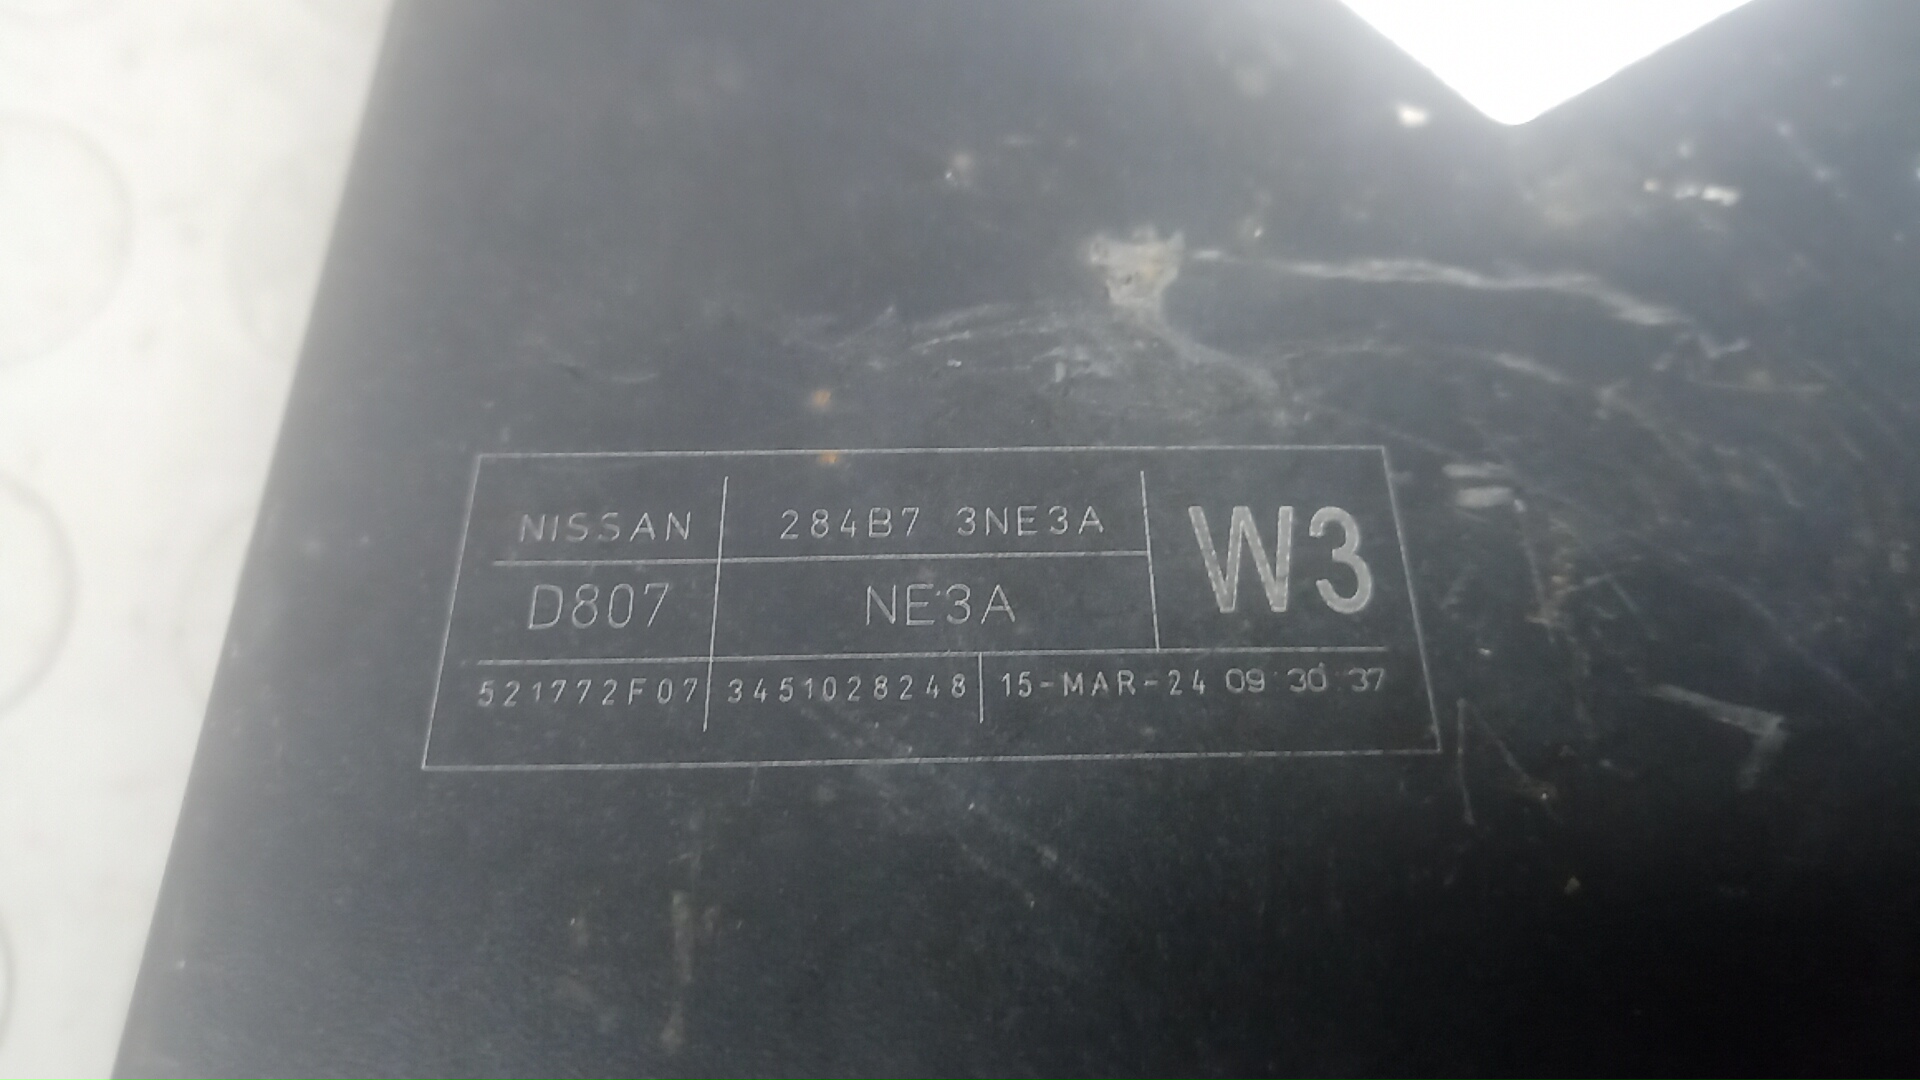 NISSAN 284B7 3NE3A W3
D807 NE3A
521772F07 3451028248 15-MAR-24 09:30:37